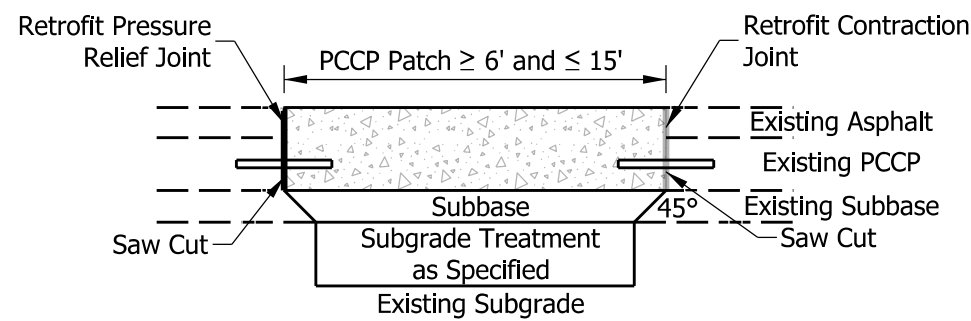 Retrofit Pressure
Relief Joint
PCCP Patch ≥ 6' and ≤ 15'
Retrofit Contraction
Joint
Existing Asphalt
Existing PCCP
Subbase
45°
Existing Subbase
Saw Cut
Subgrade Treatment
as Specified
Saw Cut
Existing Subgrade